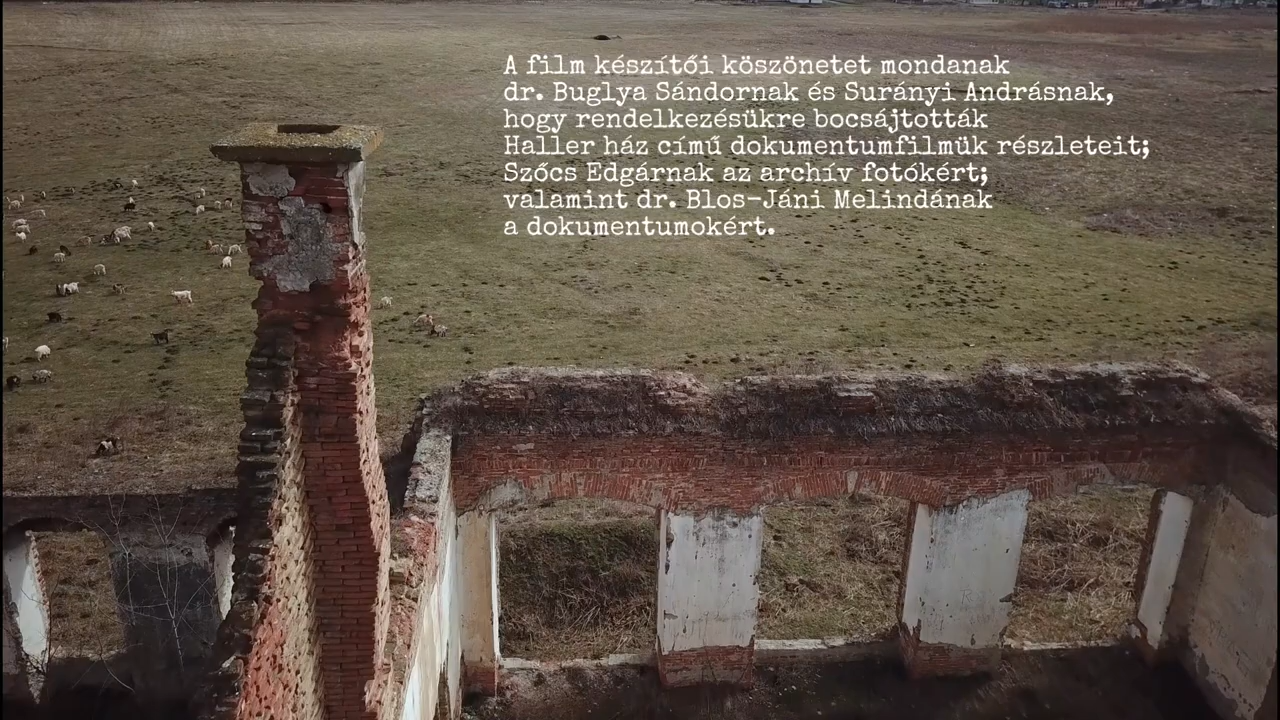 A film készítői köszönetet mondanak
dr. Buglya Sándornak és Surányi Andrásnak,
hogy rendelkezésükre bocsájtották
Haller ház című dokumentumfilmük részleteit;
Szőcs Edgárnak az archív fotókért;
valamint dr. Blos-Jáni Melindának
a dokumentumokért.